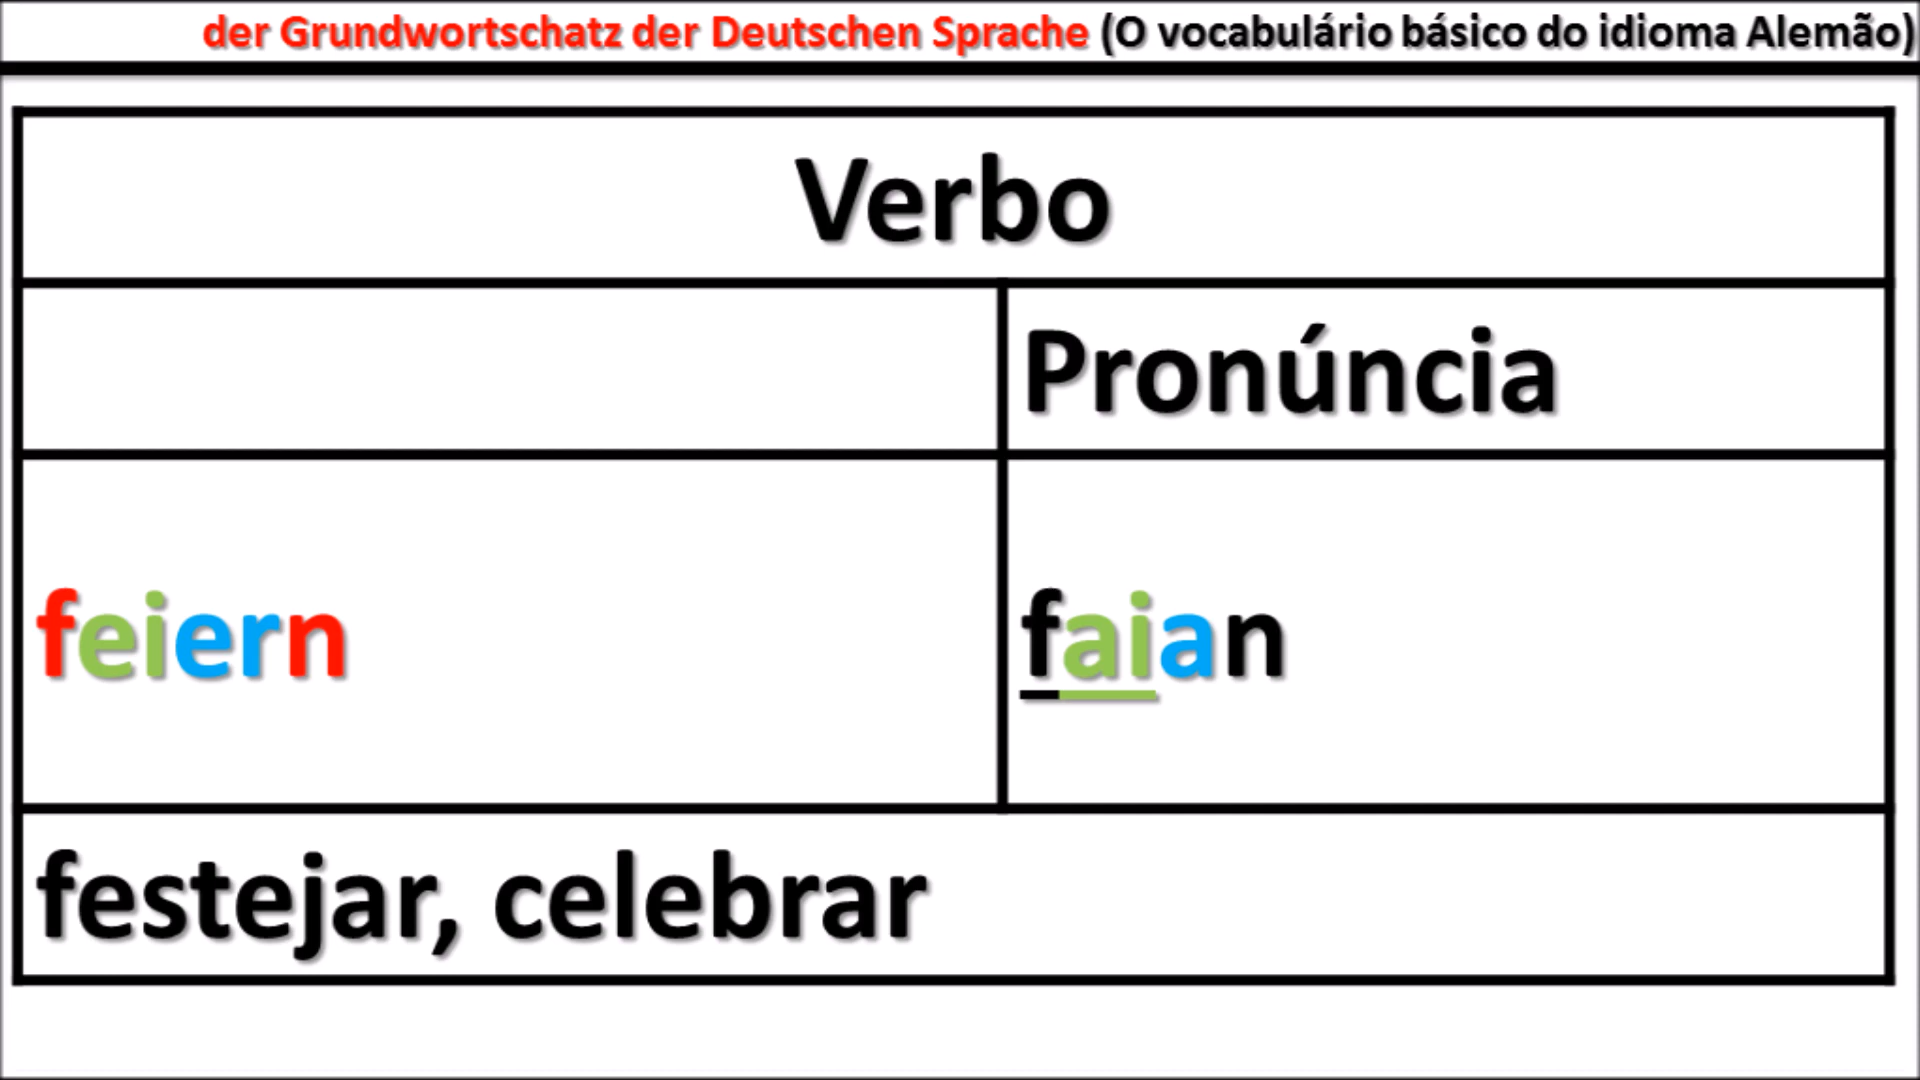 der Grundwortschatz der Deutschen Sprache (O vocabulário básico do idioma Alemão)
Verbo
Pronúncia
feiern
faian
festejar, celebrar